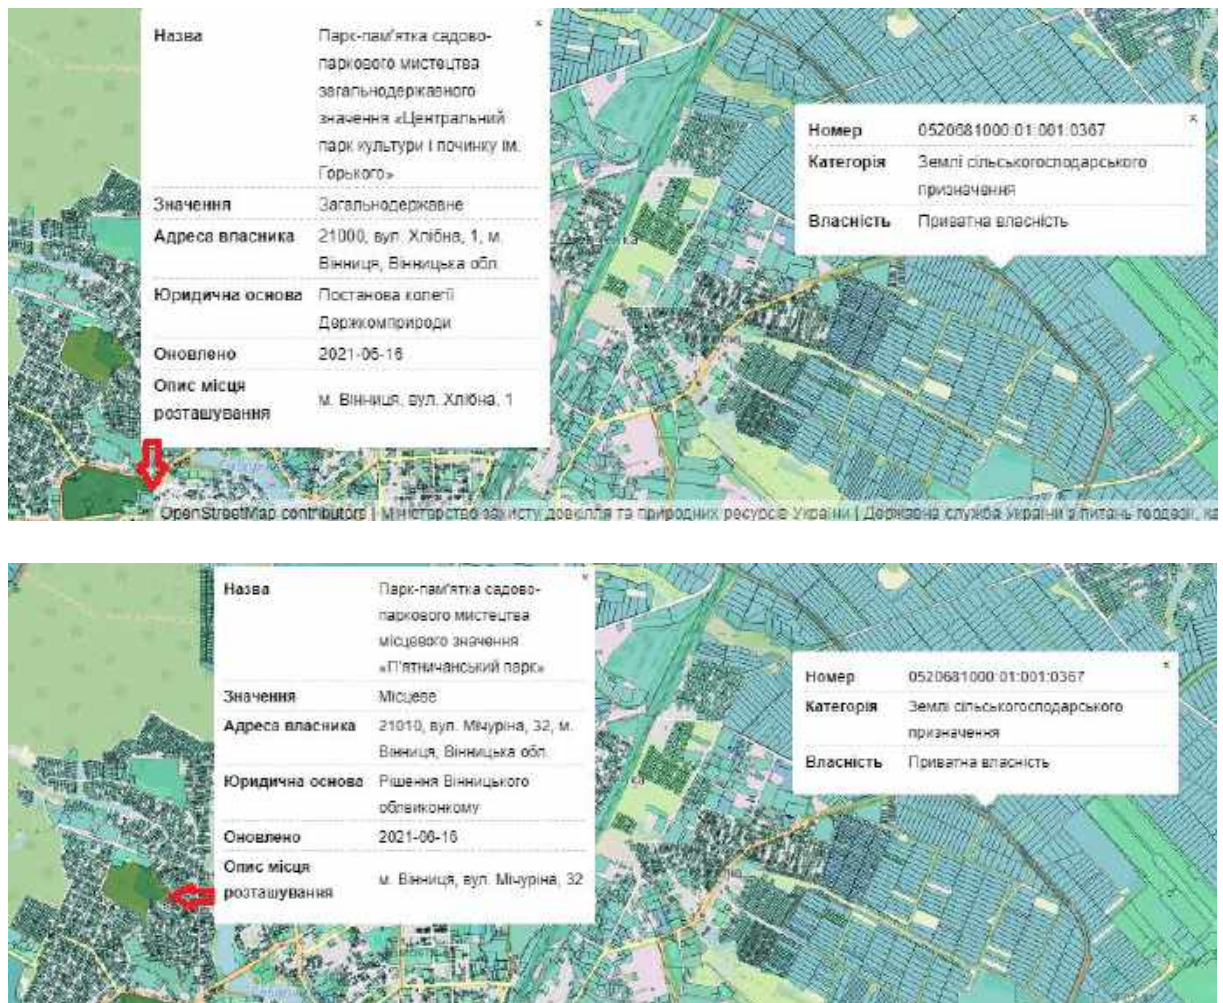 Назва
Парк-пам'ятка садово-
паркового мистецтва
загальнодержавного
значення «Центральний
парк культури і починку ім.
Горького»
Значення
Загальнодержавне
Адреса власника
21000, вул. Хлібна, 1, м.
Вінниця, Вінницька обл.
Юридична основа
Постанова колегії
Держкомприроди
Оновлено
2021-06-16
Опис місця
розташування
м. Вінниця, вул. Хлібна, 1
Номер
0520681000:01:001:0367
Категорія
Землі сільськогосподарського
призначення
Власність
Приватна власність
OpenStreetMap contributors | Міністерство захисту довкілля та природних ресурсів України | Державна служба України з питань геодезії, ка
Назва
Парк-пам'ятка садово-
паркового мистецтва
місцевого значення
«П'ятничанський парк»
Значення
Місцеве
Адреса власника
21010, вул. Мічуріна, 32, м.
Вінниця, Вінницька обл.
Юридична основа
Рішення Вінницького
облвиконкому
Оновлено
2021-06-16
Опис місця
розташування
м. Вінниця, вул. Мічуріна, 32
Номер
0520681000:01:001:0367
Категорія
Землі сільськогосподарського
призначення
Власність
Приватна власність